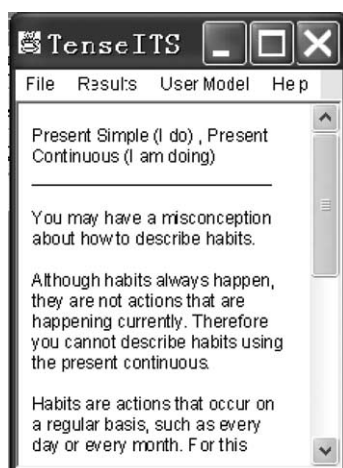 TenseITS
File Results User Model Help
Present Simple (I do) , Present
Continuous (I am doing)
You may have a misconception
about how to describe habits.
Although habits always happen,
they are not actions that are
happening currently. Therefore
you cannot describe habits using
the present continuous.
Habits are actions that occur on
a regular basis, such as every
day or every month. For this